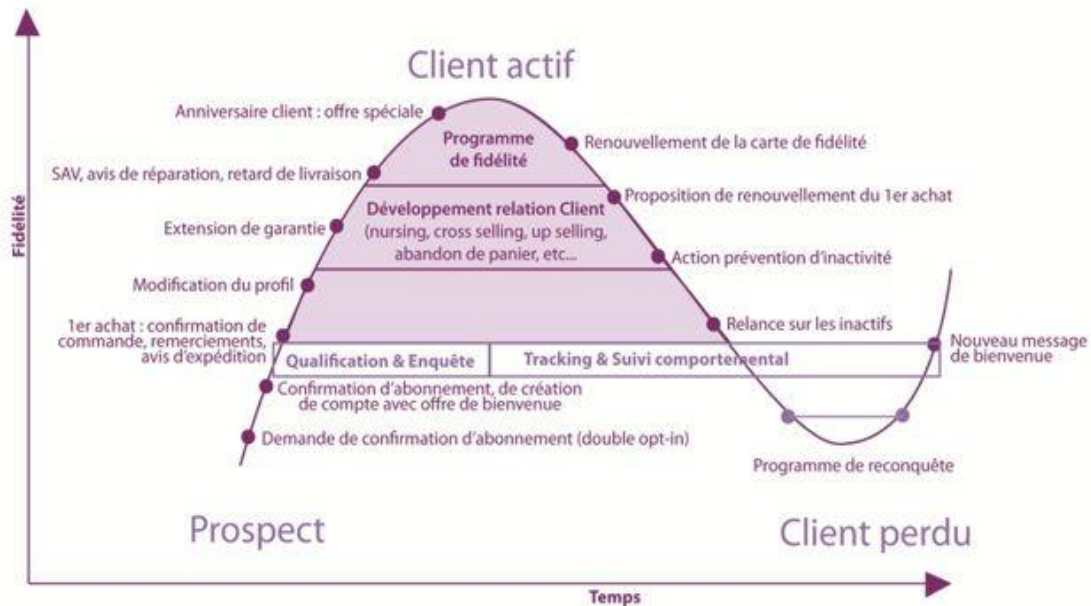 Client actif
Anniversaire client : offre spéciale
Programme
de fidélité
Renouvellement de la carte de fidélité
SAV, avis de réparation, retard de livraison
Proposition de renouvellement du 1er achat
Développement relation Client
(nursing, cross selling, up selling,
abandon de panier, etc...
Extension de garantie
Fidélité
Action prévention d'inactivité
Modification du profil
1er achat : confirmation de
commande, remerciements,
avis d'expédition
Relance sur les inactifs
Nouveau message
de bienvenue
Qualification & Enquête
Tracking & Suivi comportemental
Confirmation d'abonnement, de création
de compte avec offre de bienvenue
Demande de confirmation d'abonnement (double opt-in)
Programme de reconquête
Prospect
Client perdu
Temps